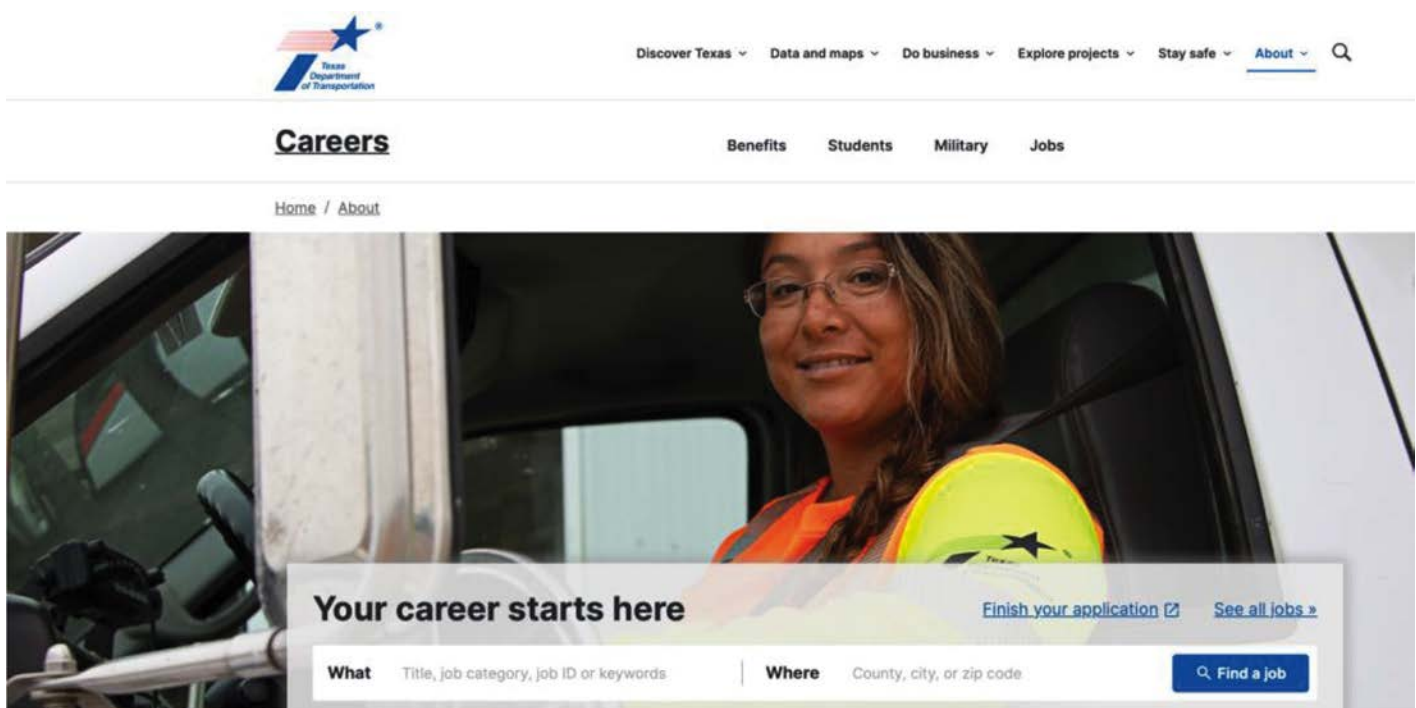 Texas
Department
of Transportation
Discover Texas Data and maps Do business Explore projects Stay safe About
Careers Benefits Students Military Jobs
Home / About
Your career starts here Finish your application See all jobs »
What Title, job category, job ID or keywords Where County, city, or zip code Find a job